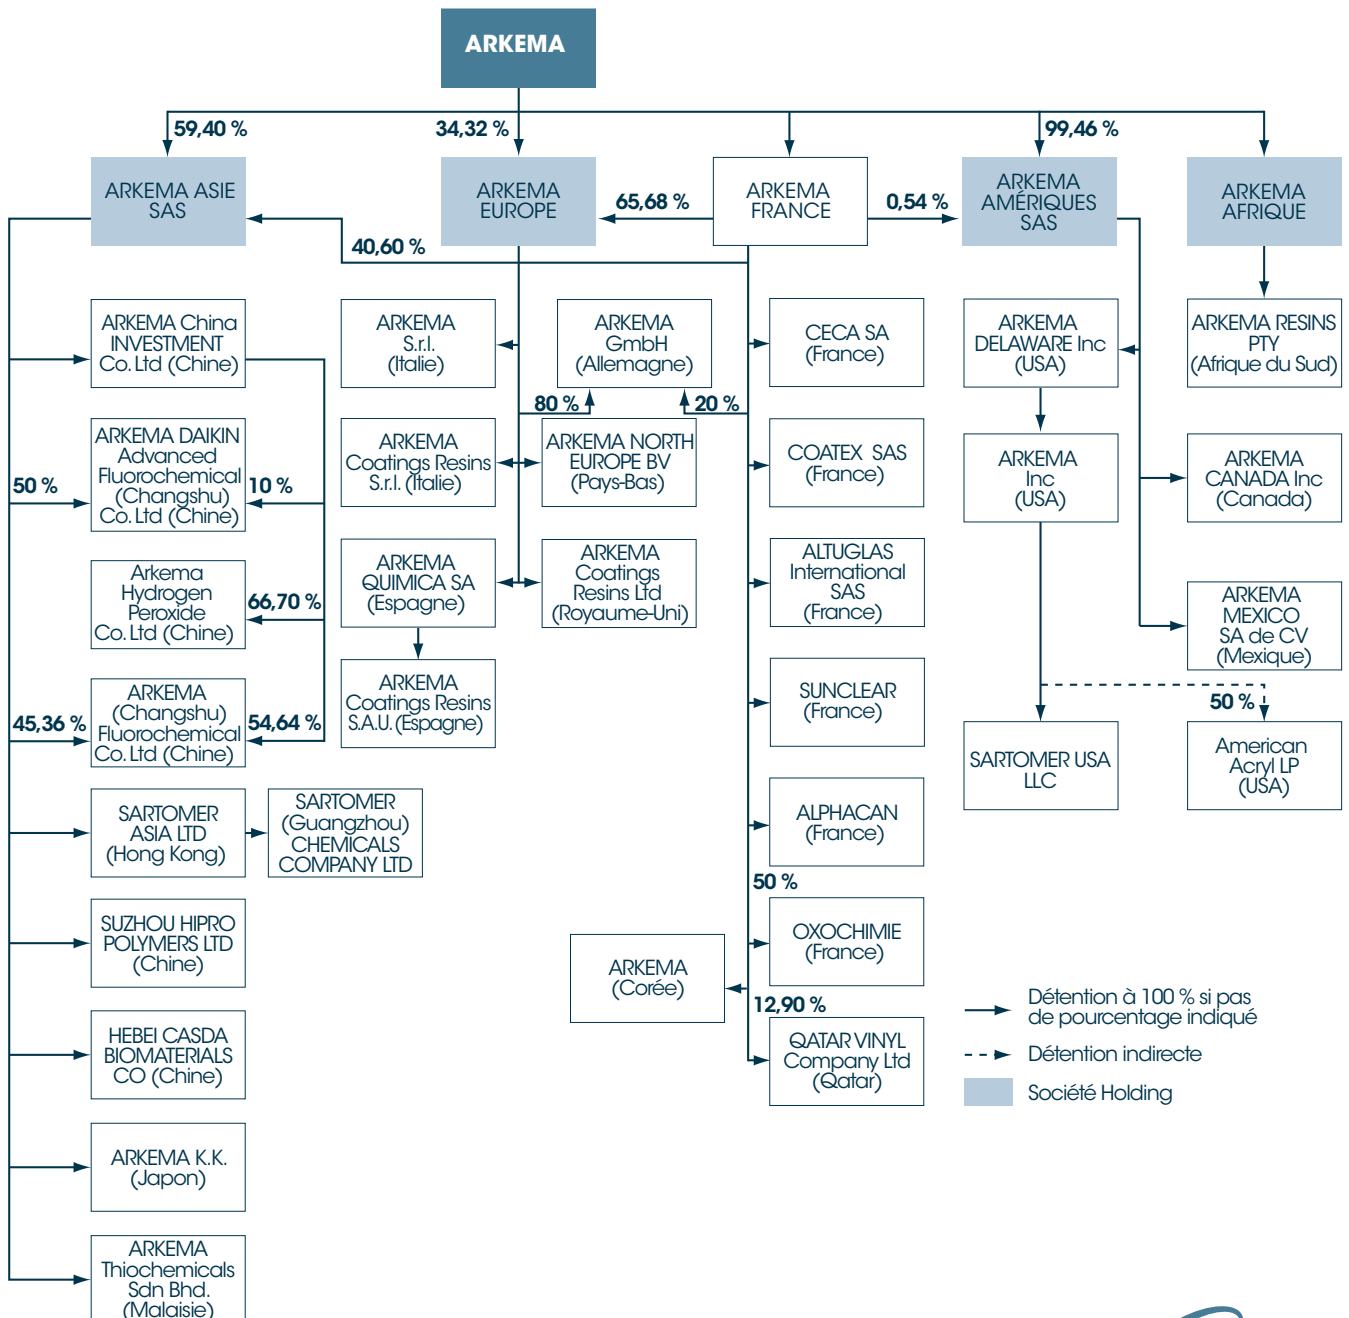 ARKEMA
59,40 %
34,32 %
99,46 %
ARKEMA ASIE
SAS
ARKEMA
EUROPE
65,68 %
ARKEMA
FRANCE
0,54 %
ARKEMA
AMÉRIQUES
SAS
ARKEMA
AFRIQUE
40,60 %
ARKEMA China
INVESTMENT
Co. Ltd (Chine)
ARKEMA
S.r.l.
(Italie)
ARKEMA
GmbH
(Allemagne)
CECA SA
(France)
ARKEMA
DELAWARE Inc
(USA)
ARKEMA RESINS
PTY
(Afrique du Sud)
80 %
20 %
50 %
ARKEMA DAIKIN
Advanced
Fluorochemical
(Changshu)
Co. Ltd (Chine)
10 %
ARKEMA
Coatings Resins
S.r.l. (Italie)
ARKEMA NORTH
EUROPE BV
(Pays-Bas)
COATEX SAS
(France)
ARKEMA
Inc
(USA)
ARKEMA
CANADA Inc
(Canada)
Arkema
Hydrogen
Peroxide
Co. Ltd (Chine)
66,70 %
ARKEMA
QUIMICA SA
(Espagne)
ARKEMA
Coatings
Resins Ltd
(Royaume-Uni)
ALTUGLAS
International
SAS
(France)
ARKEMA
MEXICO
SA de CV
(Mexique)
45,36 %
ARKEMA
(Changshu)
Fluorochemical
Co. Ltd (Chine)
54,64 %
ARKEMA
Coatings Resins
S.A.U. (Espagne)
SUNCLEAR
(France)
50 %
SARTOMER USA
LLC
American
Acryl LP
(USA)
SARTOMER
ASIA LTD
(Hong Kong)
SARTOMER
(Guangzhou)
CHEMICALS
COMPANY LTD
ALPHACAN
(France)
50 %
SUZHOU HIPRO
POLYMERS LTD
(Chine)
OXOCHIMIE
(France)
ARKEMA
(Corée)
12,90 %
HEBEI CASDA
BIOMATERIALS
CO (Chine)
QATAR VINYL
Company Ltd
(Qatar)
Détention à 100 % si pas
de pourcentage indiqué
Détention indirecte
Société Holding
ARKEMA K.K.
(Japon)
ARKEMA
Thiochemicals
Sdn Bhd.
(Malaisie)